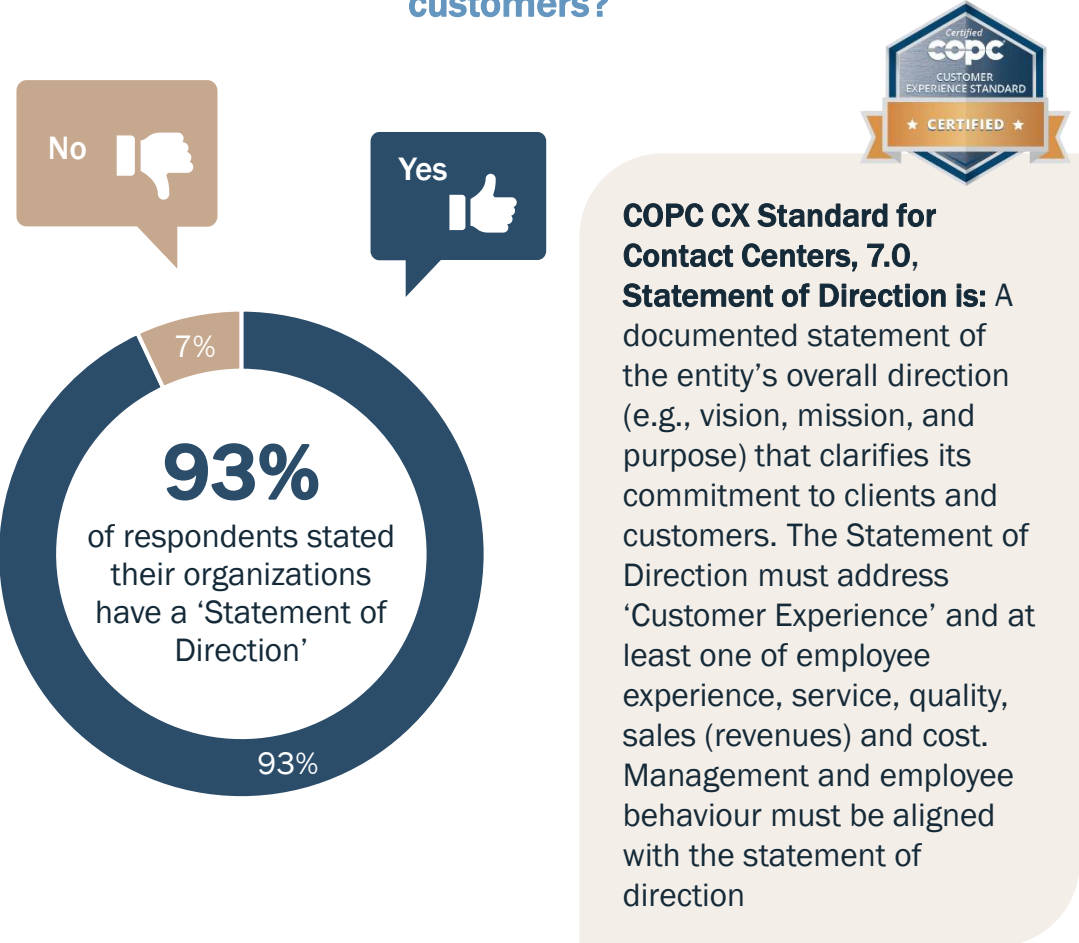 customers?
Certified
copc
CUSTOMER
EXPERIENCE STANDARD
★ CERTIFIED ★
No
Yes
7%
93%
of respondents stated
their organizations
have a ‘Statement of
Direction’
93%
COPC CX Standard for
Contact Centers, 7.0,
Statement of Direction is: A
documented statement of
the entity’s overall direction
(e.g., vision, mission, and
purpose) that clarifies its
commitment to clients and
customers. The Statement of
Direction must address
‘Customer Experience’ and at
least one of employee
experience, service, quality,
sales (revenues) and cost.
Management and employee
behaviour must be aligned
with the statement of
direction